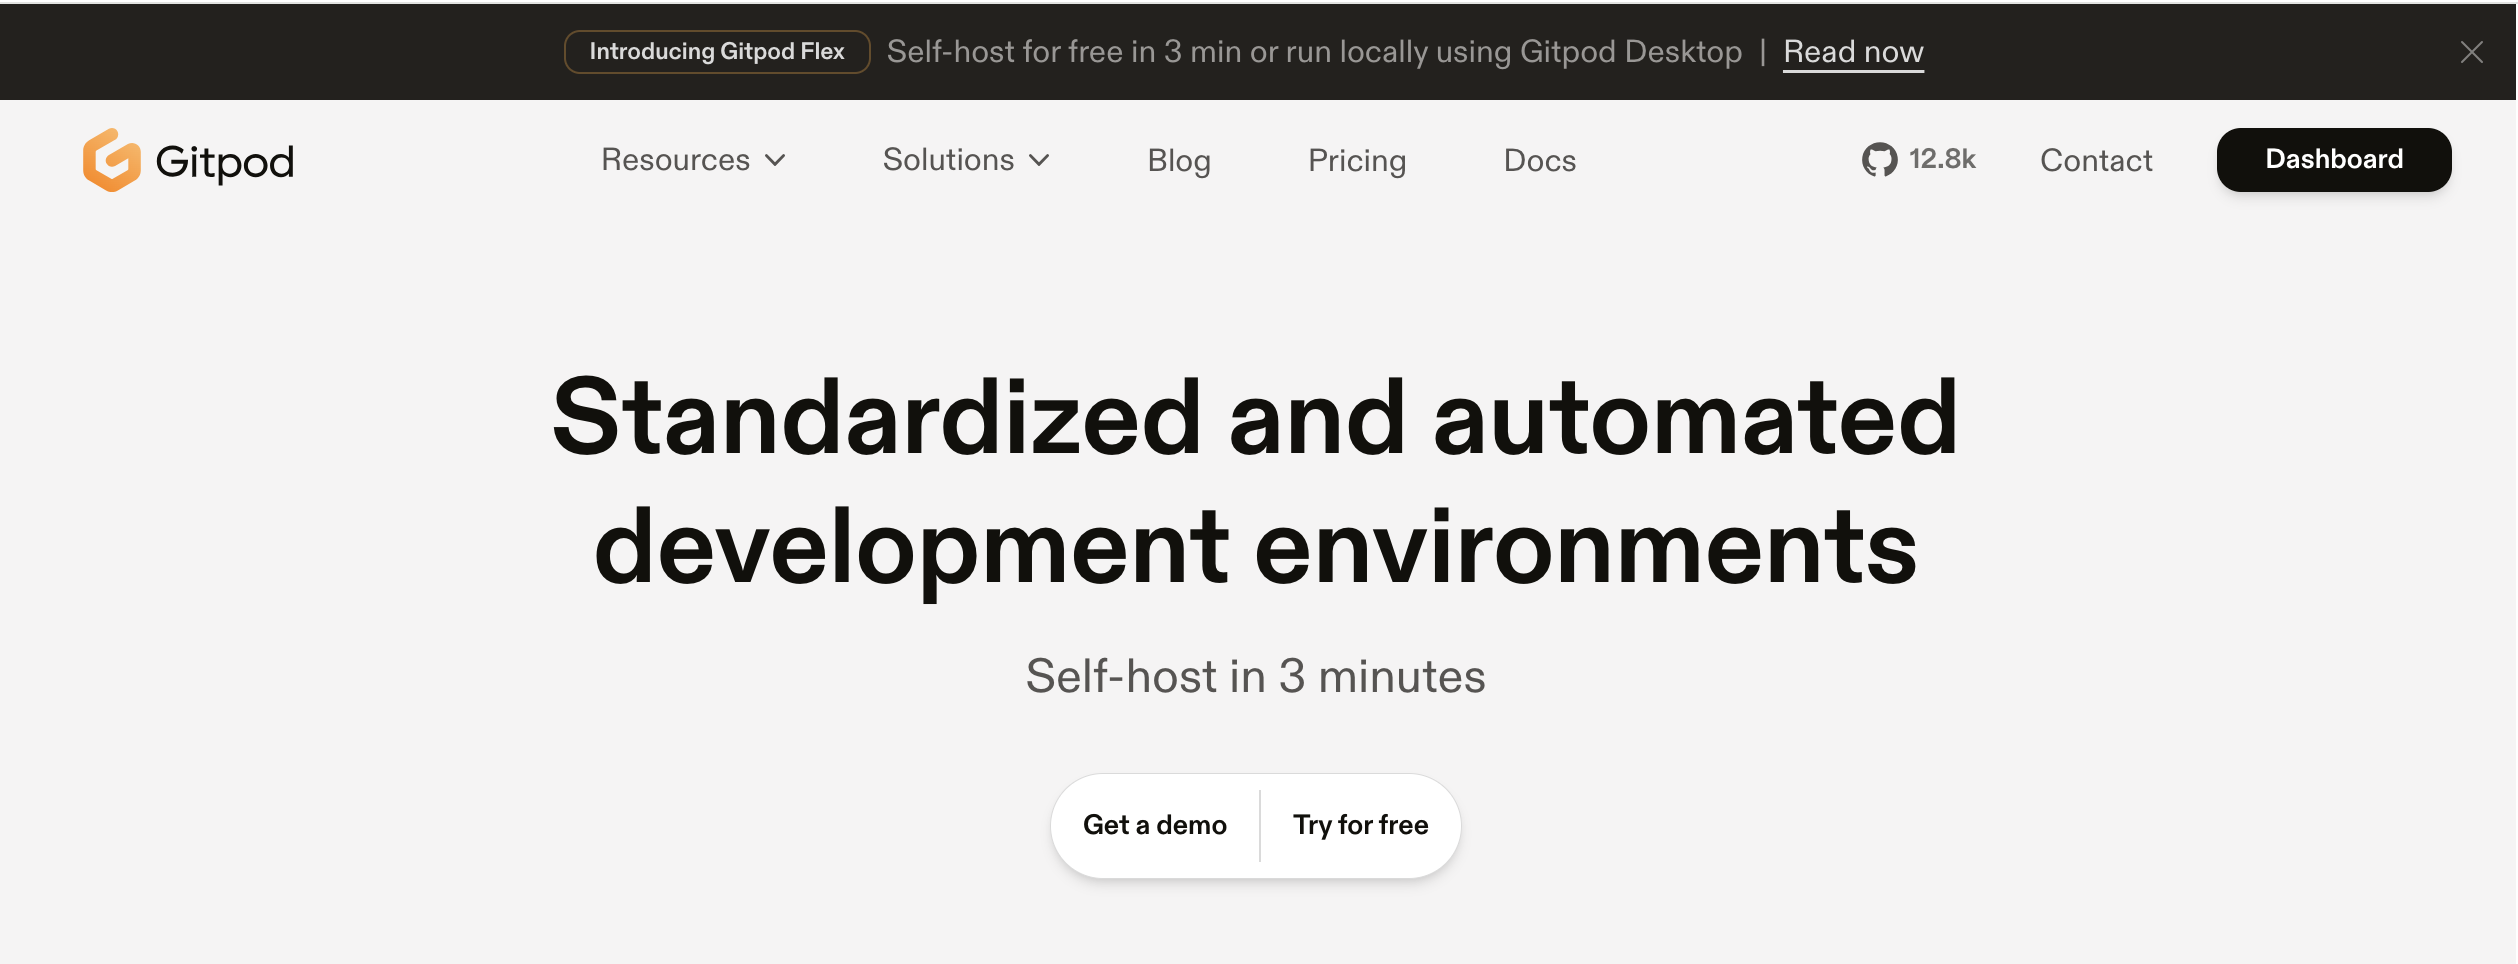 Introducing Gitpod Flex Self-host for free in 3 min or run locally using Gitpod Desktop | Read now
Gitpod Resources Solutions Blog Pricing Docs 12.8k Contact Dashboard
Standardized and automated
development environments
Self-host in 3 minutes
Get a demo Try for free